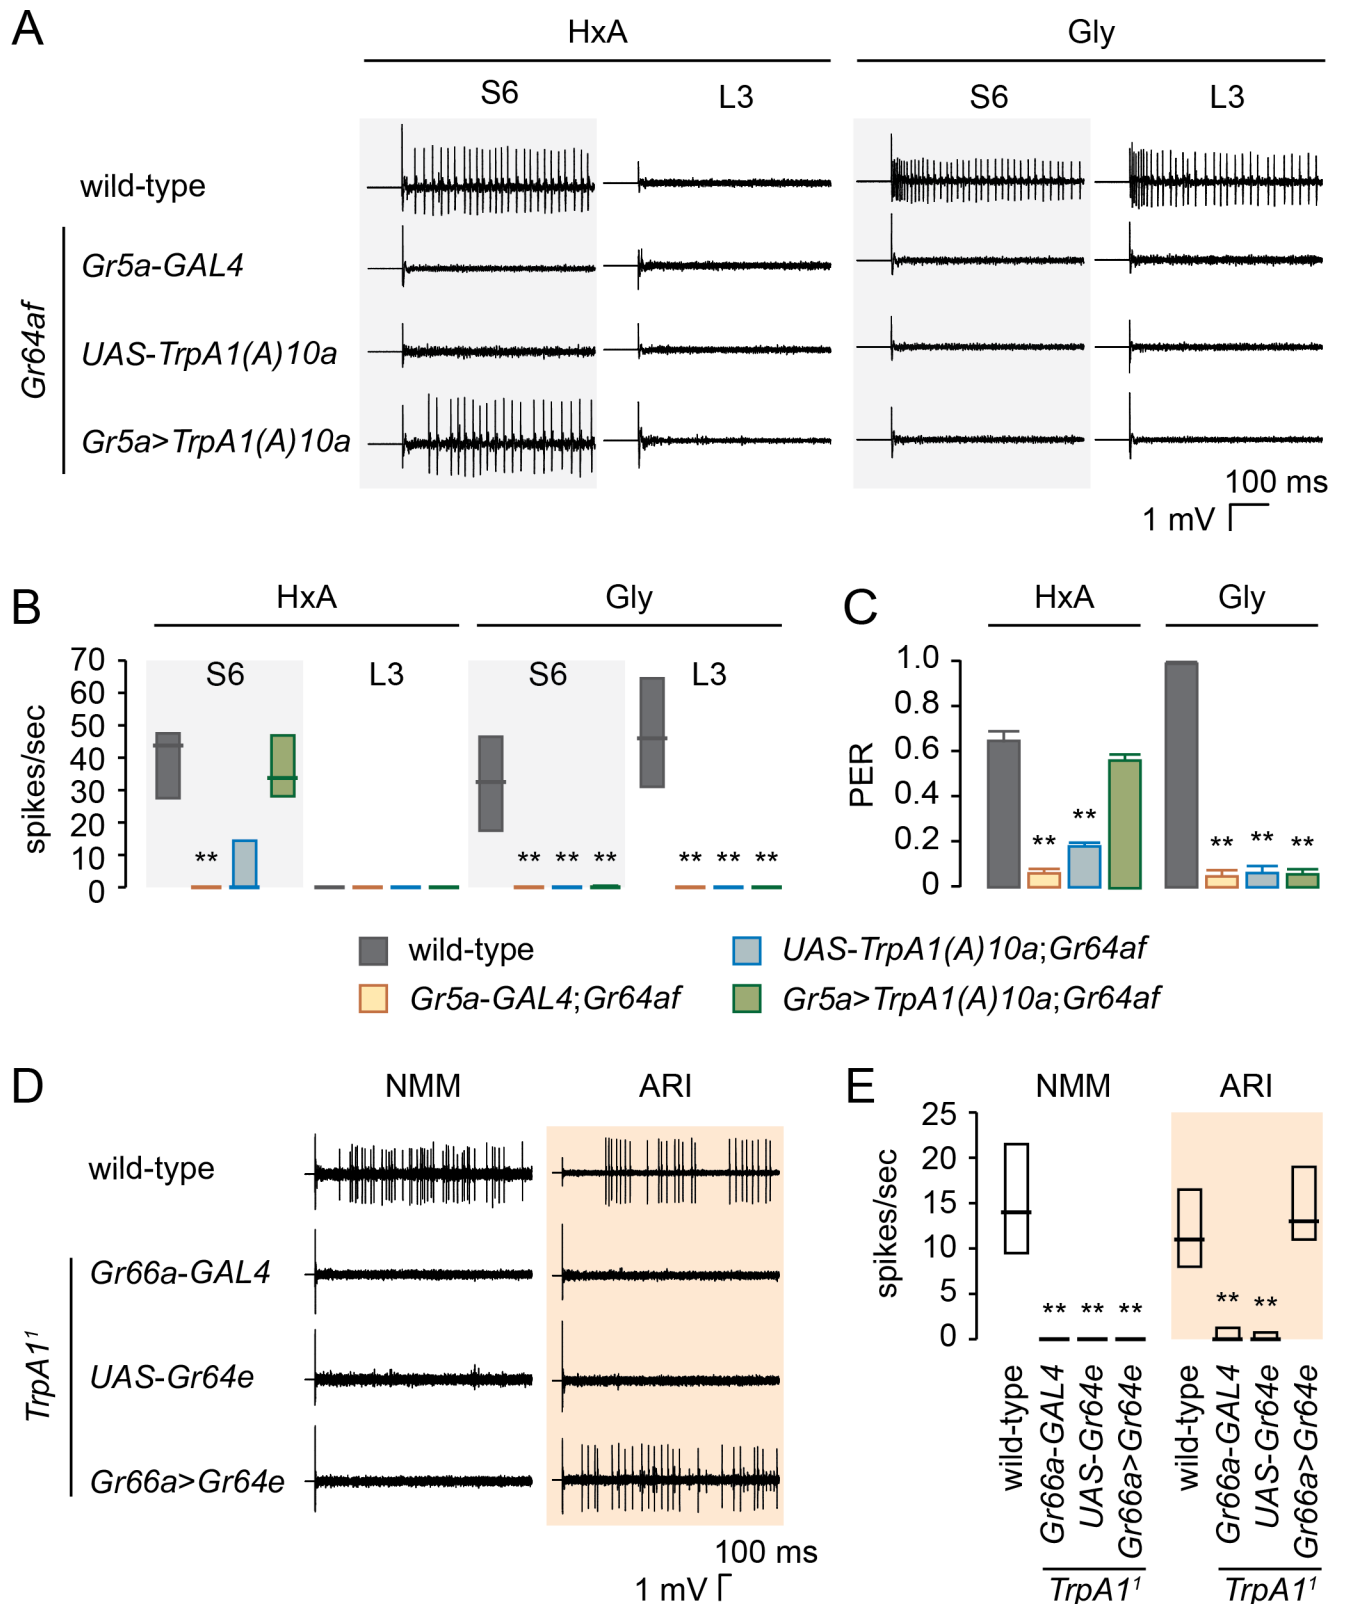 A
HxA
Gly
S6
L3
S6
L3
wild-type
Gr5a-GAL4
UAS-TrpA1(A)10a
Gr5a>TrpA1(A)10a
Gr64af
100 ms
1 mV
B
HxA
Gly
S6
L3
S6
L3
70
60
50
40
30
20
10
0
spikes/sec
**
** ** **
** ** **
C
HxA
Gly
1.0
0.8
0.6
0.4
0.2
0
PER
** **
** ** **
wild-type
UAS-TrpA1(A)10a;Gr64af
Gr5a-GAL4;Gr64af
Gr5a>TrpA1(A)10a;Gr64af
D
NMM
ARI
wild-type
Gr66a-GAL4
UAS-Gr64e
Gr66a>Gr64e
TrpA1¹
100 ms
1 mV
E
NMM
ARI
25
20
15
10
5
0
spikes/sec
** ** **
** **
wild-type
Gr66a-GAL4
UAS-Gr64e
Gr66a>Gr64e
TrpA1¹
wild-type
Gr66a-GAL4
UAS-Gr64e
Gr66a>Gr64e
TrpA1¹